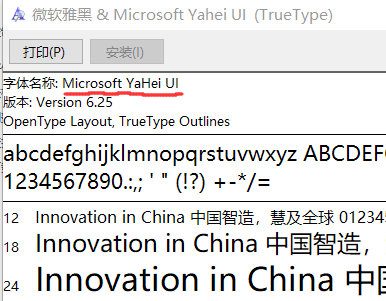 微软雅黑 & Microsoft Yahei UI (TrueType)
打印(P) 安装(I)
字体名称: Microsoft YaHei UI
版本: Version 6.25
OpenType Layout, TrueType Outlines
abcdefghijklmnopqrstuvwxyz ABCDEF
1234567890.:,; ' " (!?) +-*/=
12 Innovation in China 中国智造，慧及全球 012345
18 Innovation in China 中国智造，
24 Innovation in China 中国